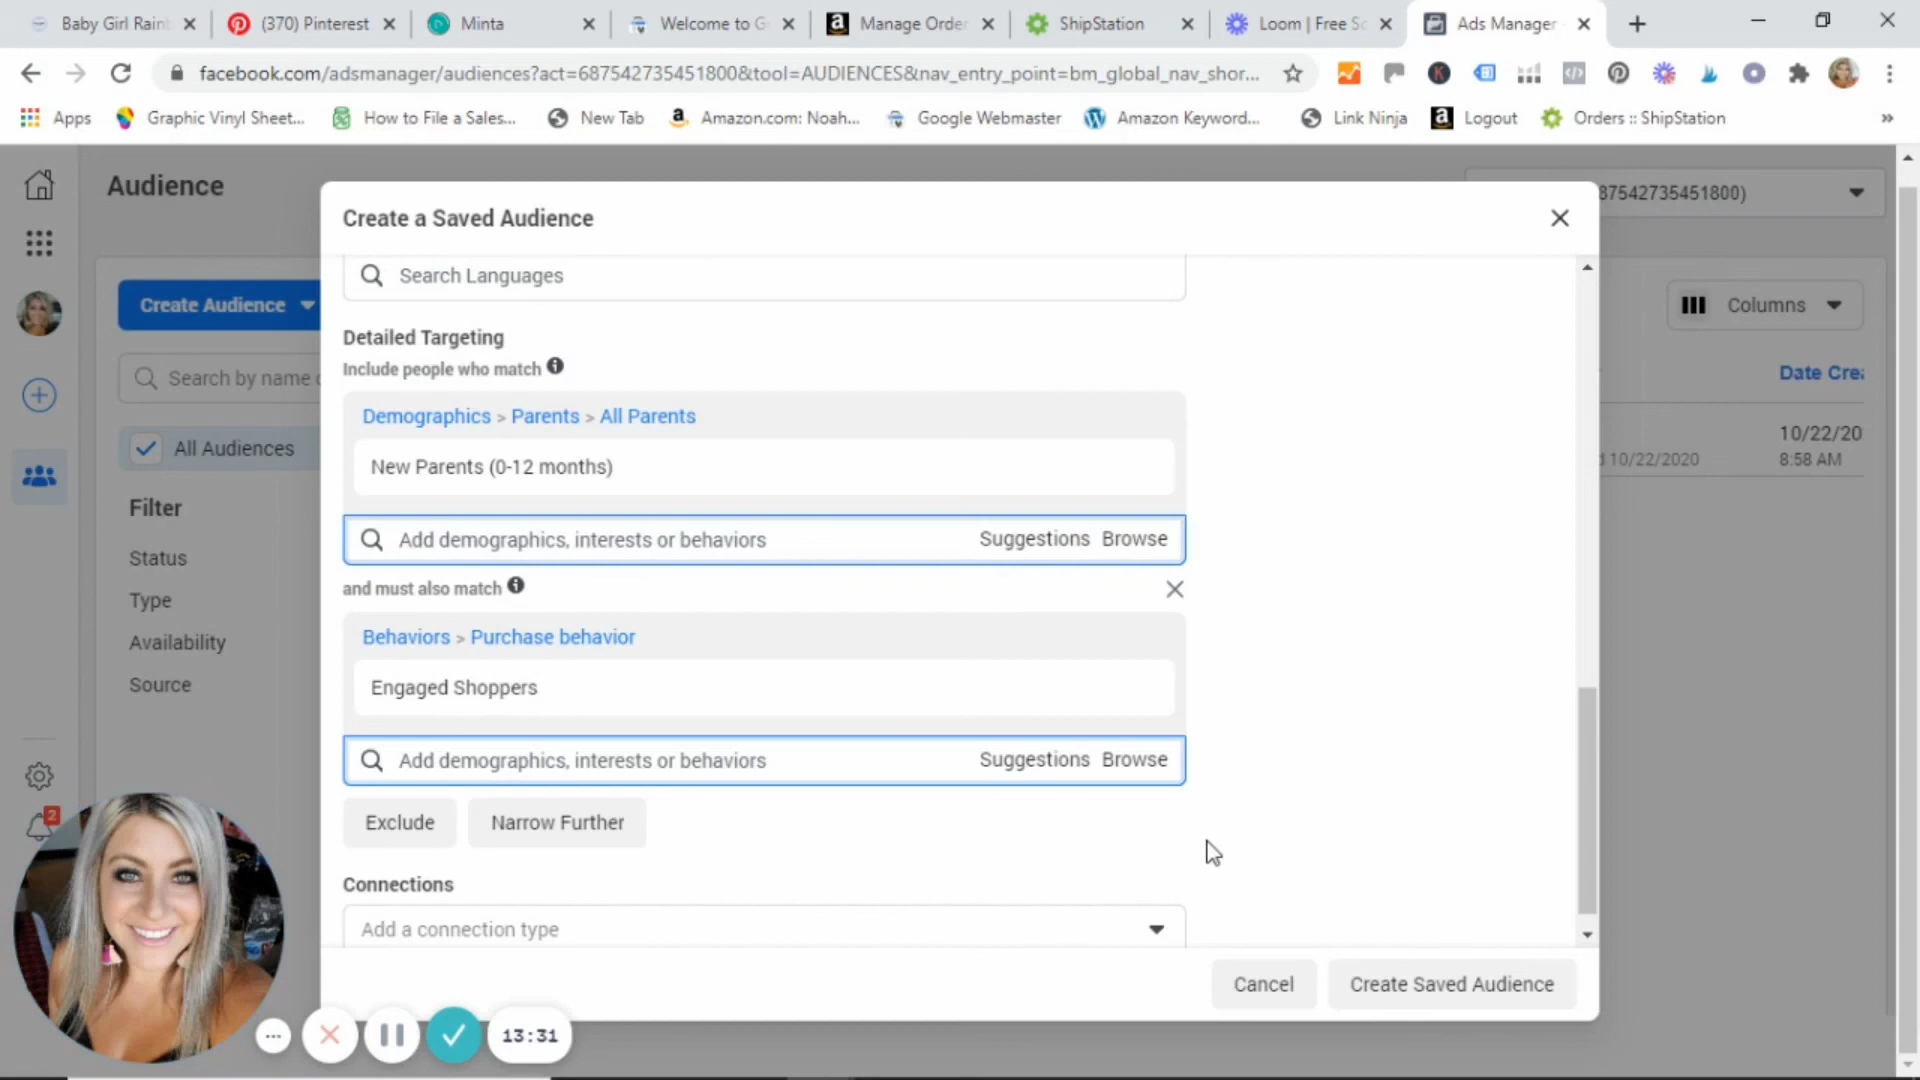 Baby Girl Rain
(370) Pinterest
Minta
Welcome to G
Manage Order
ShipStation
Loom | Free Sc
Ads Manager
facebook.com/adsmanager/audiences?act=687542735451800&tool=AUDIENCES&nav_entry_point=bm_global_nav_shor...
Apps
Graphic Vinyl Sheet...
How to File a Sales...
New Tab
Amazon.com: Noah...
Google Webmaster
Amazon Keyword...
Link Ninja
Logout
Orders :: ShipStation
»
Audience
87542735451800)
Create a Saved Audience
Create Audience
Columns
Search by name
Date Crea
All Audiences
10/22/20
8:58 AM
10/22/2020
Filter
Status
Type
Availability
Source
2
Search Languages
Detailed Targeting
Include people who match
Demographics > Parents > All Parents
New Parents (0-12 months)
Add demographics, interests or behaviors
Suggestions Browse
and must also match
Behaviors > Purchase behavior
Engaged Shoppers
Add demographics, interests or behaviors
Suggestions Browse
Exclude
Narrow Further
Connections
Add a connection type
Cancel
Create Saved Audience
13:31